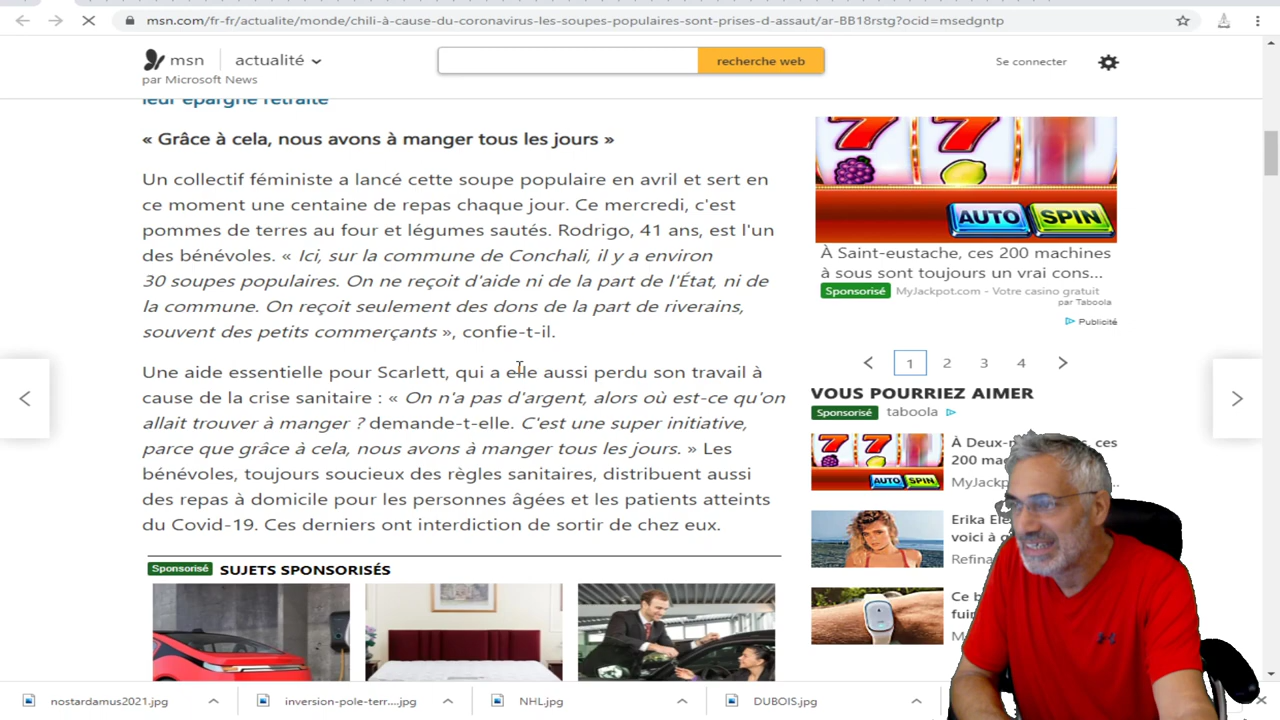 msn.com/fr-fr/actualite/monde/chili-à-cause-du-coronavirus-les-soupes-populaires-sont-prises-d-assaut/ar-BB18rstg?ocid=msedgntp
msn
actualité
par Microsoft News
recherche web
Se connecter
leur épargne retraite
« Grâce à cela, nous avons à manger tous les jours »
Un collectif féministe a lancé cette soupe populaire en avril et sert en
ce moment une centaine de repas chaque jour. Ce mercredi, c'est
pommes de terres au four et légumes sautés. Rodrigo, 41 ans, est l'un
des bénévoles. « Ici, sur la commune de Conchali, il y a environ
30 soupes populaires. On ne reçoit d'aide ni de la part de l'État, ni de
la commune. On reçoit seulement des dons de la part de riverains,
souvent des petits commerçants », confie-t-il.
Une aide essentielle pour Scarlett, qui a elle aussi perdu son travail à
cause de la crise sanitaire : « On n'a pas d'argent, alors où est-ce qu'on
allait trouver à manger ? demande-t-elle. C'est une super initiative,
parce que grâce à cela, nous avons à manger tous les jours. » Les
bénévoles, toujours soucieux des règles sanitaires, distribuent aussi
des repas à domicile pour les personnes âgées et les patients atteints
du Covid-19. Ces derniers ont interdiction de sortir de chez eux.
Sponsorisé SUJETS SPONSORISÉS
7 7
AUTO SPIN
À Saint-eustache, ces 200 machines
à sous sont toujours un vrai cons...
Sponsorisé MyJackpot.com - Votre casino gratuit
par Taboola
Publicité
1 2 3 4
VOUS POURRIEZ AIMER
Sponsorisé taboola
7 7
AUTO SPIN
À ces
200
MyJack
Erika
voici à
Refina
Ce
fuir
nostardamus2021.jpg
inversion-pole-terr....jpg
NHL.jpg
DUBOIS.jpg